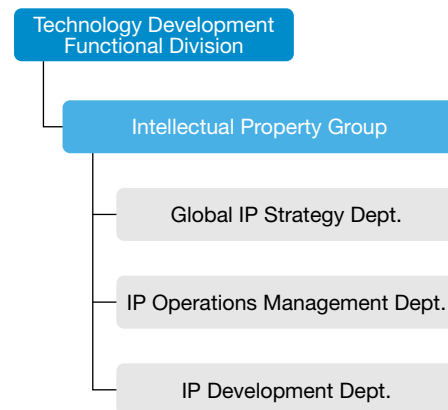 Technology Development
Functional Division
Intellectual Property Group
Global IP Strategy Dept.
IP Operations Management Dept.
IP Development Dept.